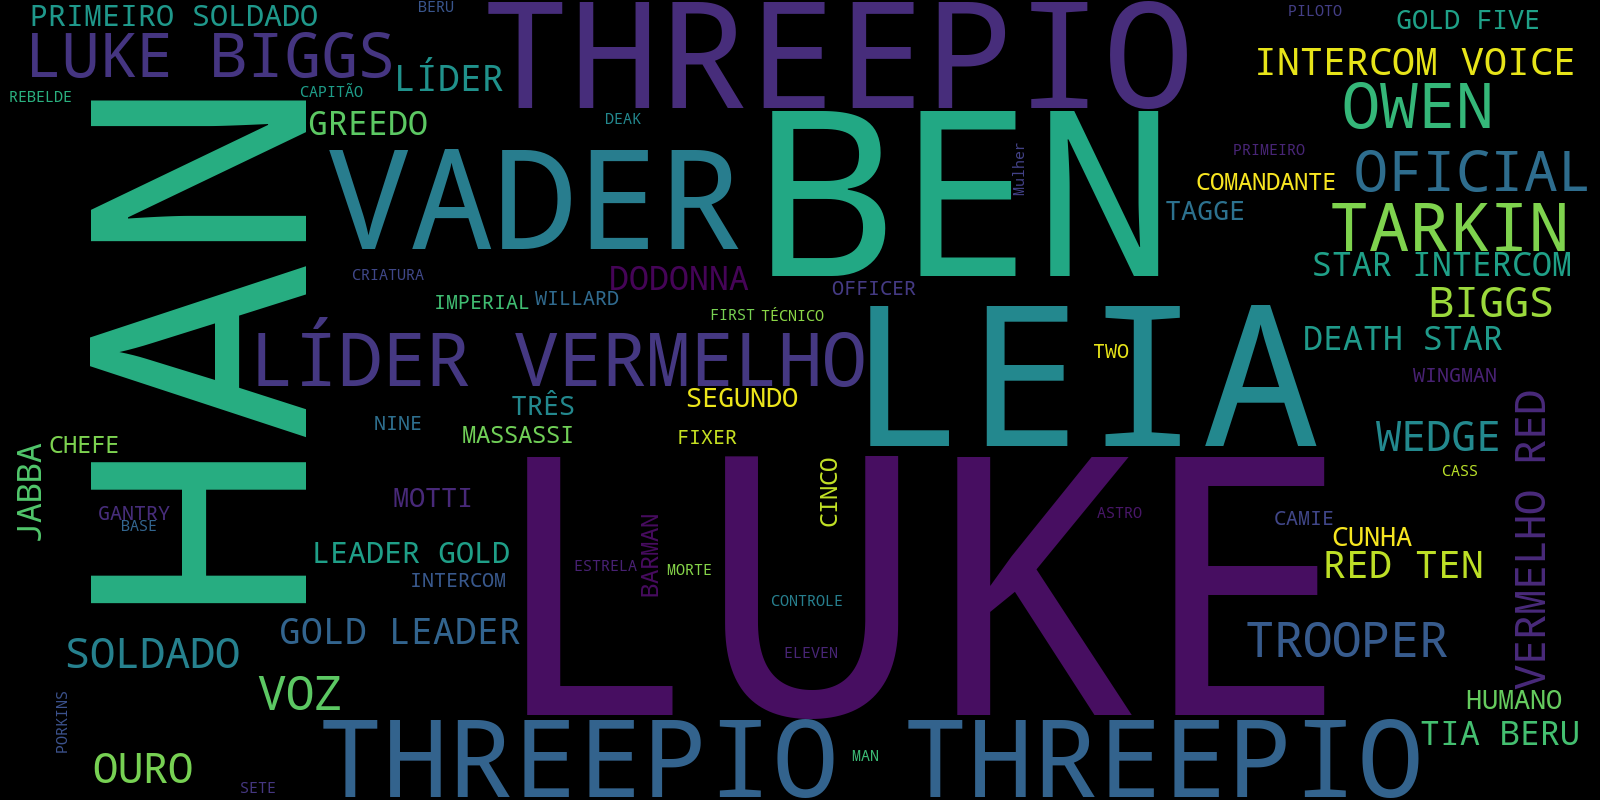 PRIMEIRO SOLDADO
BERU
THREEPIO
PILOTO
GOLD FIVE
LUKE BIGGS
LÍDER
INTERCOM VOICE
REBELDE
CAPITÃO
OWEN
GREEDO
DEAK
BEN
Mulher
PRIMEIRO
OFICIAL
HAN
VADER
COMANDANTE
TAGGE
TARKIN
CRIATURA
DODONNA
OFFICER
STAR INTERCOM
IMPERIAL
WILLARD
BIGGS
FIRST
TÉCNICO
LEIA
LÍDER VERMELHO
TWO
DEATH STAR
WINGMAN
TRÊS
SEGUNDO
NINE
MASSASSI
FIXER
WEDGE
VERMELHO RED
CHEFE
JABBA
LUKE
CINCO
CASS
MOTTI
GANTRY
BASE
BARMAN
ASTRO
CAMIE
CUNHA
LEADER GOLD
INTERCOM
ESTRELA
MORTE
RED TEN
CONTROLE
GOLD LEADER
SOLDADO
ELEVEN
TROOPER
VOZ
PORKINS
HUMANO
THREEPIO THREEPIO
TIA BERU
OURO
MAN
SETE